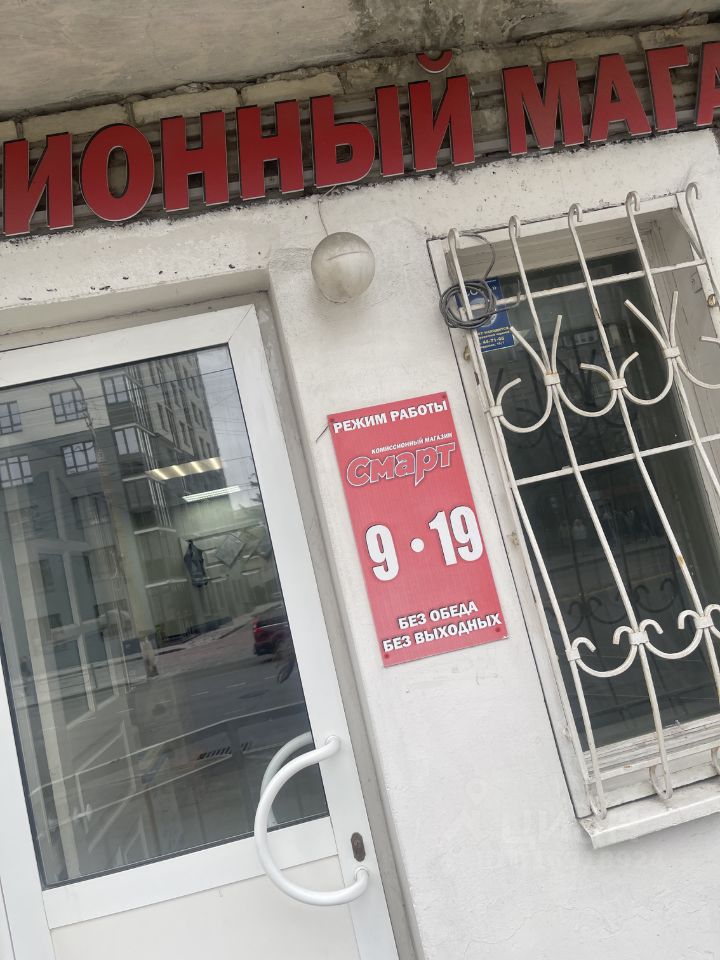 ИОННЫЙ МАГА
РЕЖИМ РАБОТЫ
КОМИССИОННЫЙ МАГАЗИН
смарт
9 • 19
БЕЗ ОБЕДА
БЕЗ ВЫХОДНЫХ